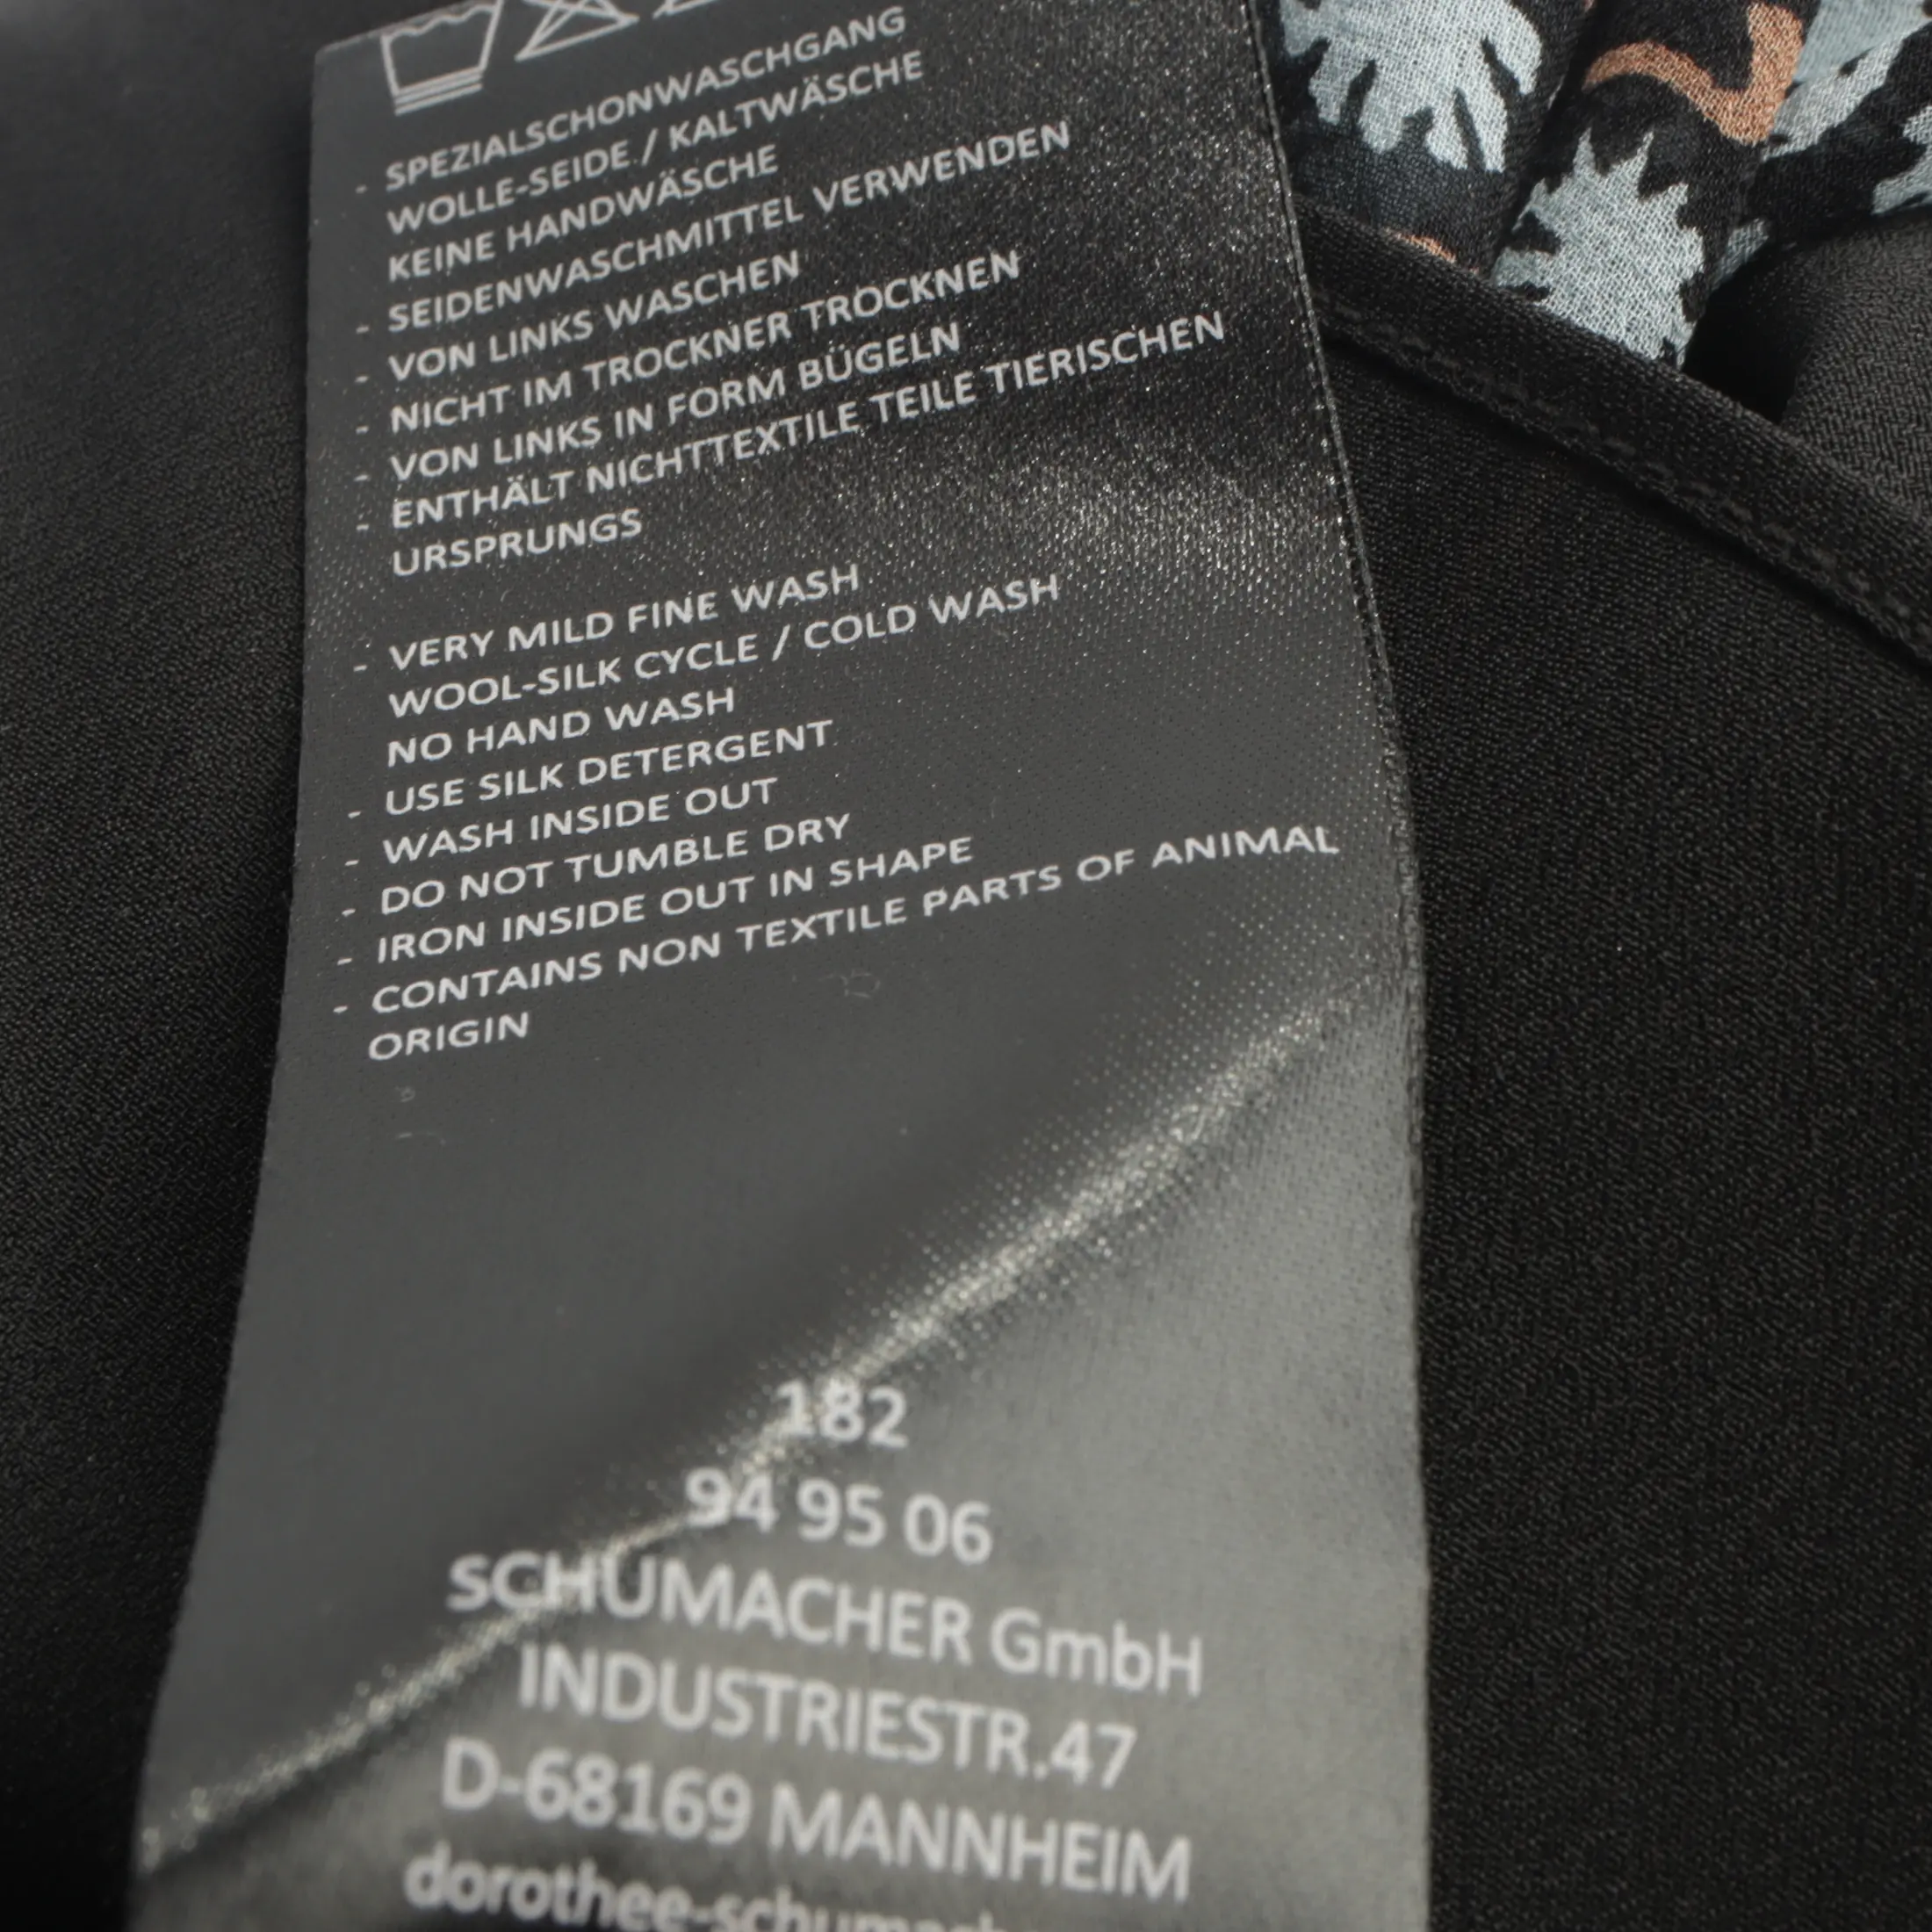 - SPEZIALSCHONWASCHGANG
WOLLE-SEIDE / KALTWÄSCHE
KEINE HANDWÄSCHE
- SEIDENWASCHMITTEL VERWENDEN
- VON LINKS WASCHEN
- NICHT IM TROCKNER TROCKNEN
- VON LINKS IN FORM BÜGELN
- ENTHÄLT NICHTTEXTILE TEILE TIERISCHEN
URSPRUNGS
- VERY MILD FINE WASH
WOOL-SILK CYCLE / COLD WASH
NO HAND WASH
- USE SILK DETERGENT
- WASH INSIDE OUT
- DO NOT TUMBLE DRY
- IRON INSIDE OUT IN SHAPE
- CONTAINS NON TEXTILE PARTS OF ANIMAL
ORIGIN
182
94 95 06
SCHUMACHER GmbH
INDUSTRIESTR.47
D-68169 MANNHEIM